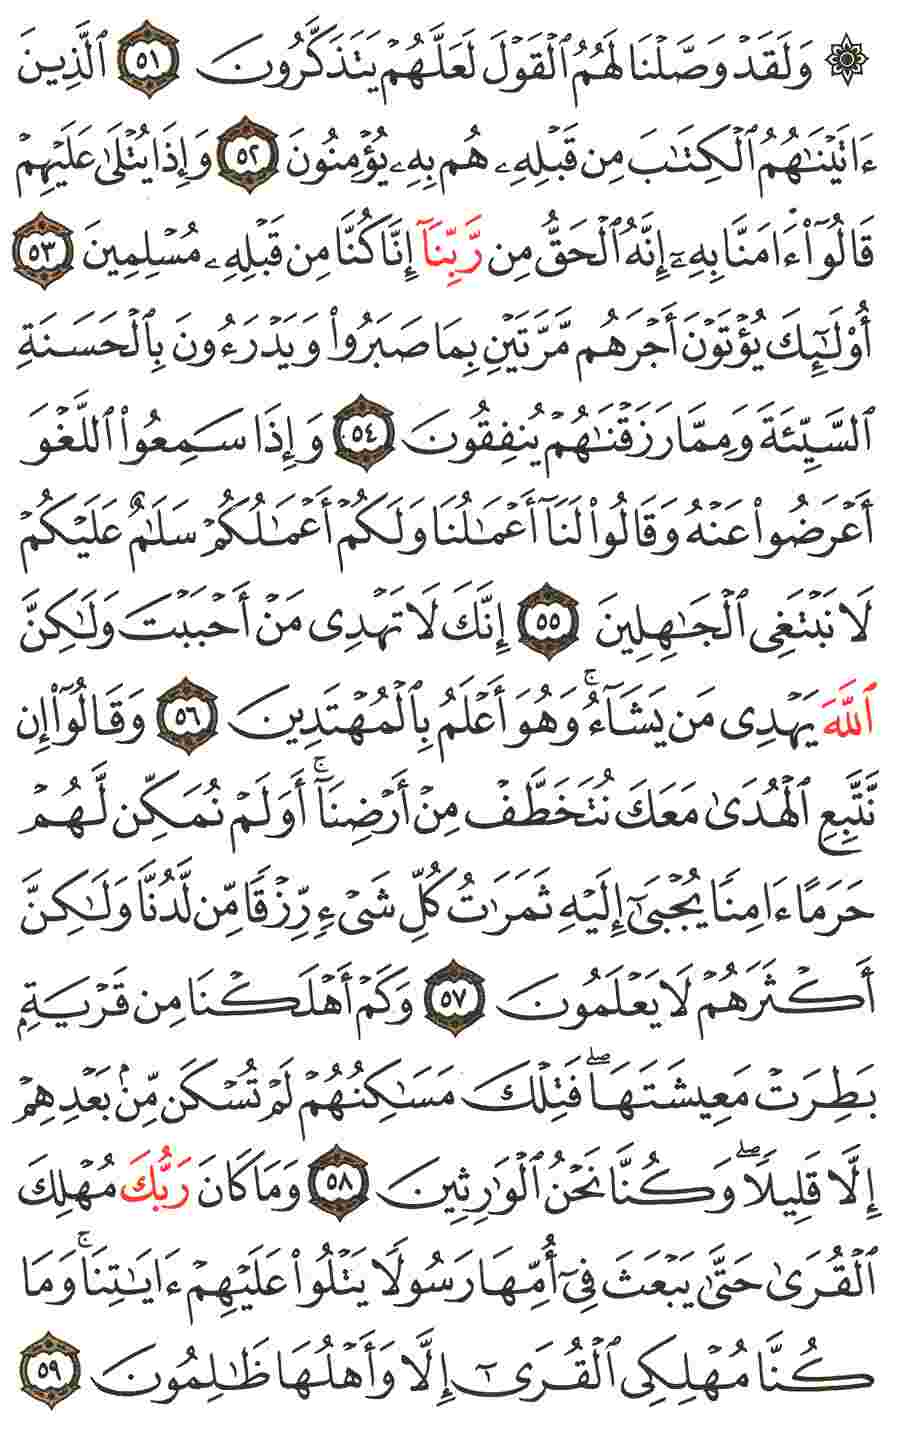 ۞ وَلَقَدْ وَصَّلْنَا لَهُمُ ٱلْقَوْلَ لَعَلَّهُمْ يَتَذَكَّرُونَ ٥١ ٱلَّذِينَ
ءَاتَيْنَٰهُمُ ٱلْكِتَٰبَ مِن قَبْلِهِۦ هُم بِهِۦ يُؤْمِنُونَ ٥٢ وَإِذَا يُتْلَىٰ عَلَيْهِمْ
قَالُوٓا۟ ءَامَنَّا بِهِۦٓ إِنَّهُ ٱلْحَقُّ مِن رَّبِّنَآ إِنَّا كُنَّا مِن قَبْلِهِۦ مُسْلِمِينَ ٥٣
أُو۟لَٰٓئِكَ يُؤْتَوْنَ أَجْرَهُم مَّرَّتَيْنِ بِمَا صَبَرُوا۟ وَيَدْرَءُونَ بِٱلْحَسَنَةِ
ٱلسَّيِّئَةَ وَمِمَّا رَزَقْنَٰهُمْ يُنفِقُونَ ٥٤ وَإِذَا سَمِعُوا۟ ٱللَّغْوَ
أَعْرَضُوا۟ عَنْهُ وَقَالُوا۟ لَنَآ أَعْمَٰلُنَا وَلَكُمْ أَعْمَٰلُكُمْ سَلَٰمٌ عَلَيْكُمْ
لَا نَبْتَغِى ٱلْجَٰهِلِينَ ٥٥ إِنَّكَ لَا تَهْدِى مَنْ أَحْبَبْتَ وَلَٰكِنَّ
ٱللَّهَ يَهْدِى مَن يَشَآءُ ۚ وَهُوَ أَعْلَمُ بِٱلْمُهْتَدِينَ ٥٦ وَقَالُوٓا۟ إِن
نَّتَّبِعِ ٱلْهُدَىٰ مَعَكَ نُتَخَطَّفْ مِنْ أَرْضِنَآ ۚ أَوَلَمْ نُمَكِّن لَّهُمْ
حَرَمًا ءَامِنًا يُجْبَىٰٓ إِلَيْهِ ثَمَرَٰتُ كُلِّ شَىْءٍ رِّزْقًا مِّن لَّدُنَّا وَلَٰكِنَّ
أَكْثَرَهُمْ لَا يَعْلَمُونَ ٥٧ وَكَمْ أَهْلَكْنَا مِن قَرْيَةٍۭ
بَطِرَتْ مَعِيشَتَهَا ۖ فَتِلْكَ مَسَٰكِنُهُمْ لَمْ تُسْكَن مِّنۢ بَعْدِهِمْ
إِلَّا قَلِيلًا ۖ وَكُنَّا نَحْنُ ٱلْوَٰرِثِينَ ٥٨ وَمَا كَانَ رَبُّكَ مُهْلِكَ
ٱلْقُرَىٰ حَتَّىٰ يَبْعَثَ فِىٓ أُمِّهَا رَسُولًا يَتْلُوا۟ عَلَيْهِمْ ءَايَٰتِنَا ۚ وَمَا
كُنَّا مُهْلِكِى ٱلْقُرَىٰٓ إِلَّا وَأَهْلُهَا ظَٰلِمُونَ ٥٩